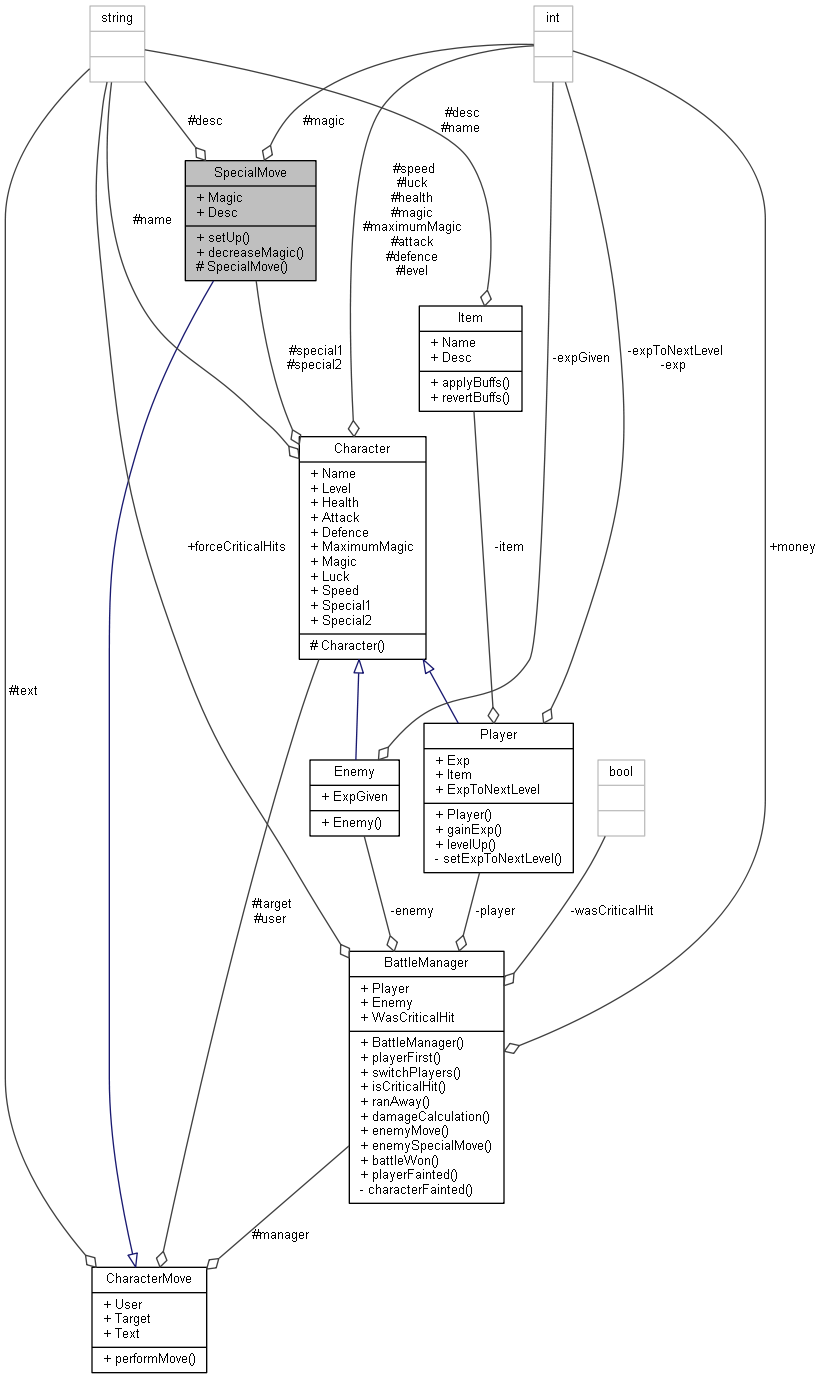 string
int
#desc
#name
#desc
#magic
SpecialMove
+ Magic
+ Desc
+ setUp()
+ decreaseMagic()
# SpecialMove()
#name
#speed
#luck
#health
#magic
#maximumMagic
#attack
#defence
#level
Item
+ Name
+ Desc
+ applyBuffs()
+ revertBuffs()
#special1
#special2
-expGiven
-expToNextLevel
-exp
Character
+ Name
+ Level
+ Health
+ Attack
+ Defence
+ MaximumMagic
+ Magic
+ Luck
+ Speed
+ Special1
+ Special2
# Character()
+forceCriticalHits
-item
+money
#text
Player
+ Exp
+ Item
+ ExpToNextLevel
+ Player()
+ gainExp()
+ levelUp()
- setExpToNextLevel()
Enemy
+ ExpGiven
+ Enemy()
bool
#target
#user
-enemy
-player
-wasCriticalHit
BattleManager
+ Player
+ Enemy
+ WasCriticalHit
+ BattleManager()
+ playerFirst()
+ switchPlayers()
+ isCriticalHit()
+ ranAway()
+ damageCalculation()
+ enemyMove()
+ enemySpecialMove()
+ battleWon()
+ playerFainted()
- characterFainted()
#manager
CharacterMove
+ User
+ Target
+ Text
+ performMove()